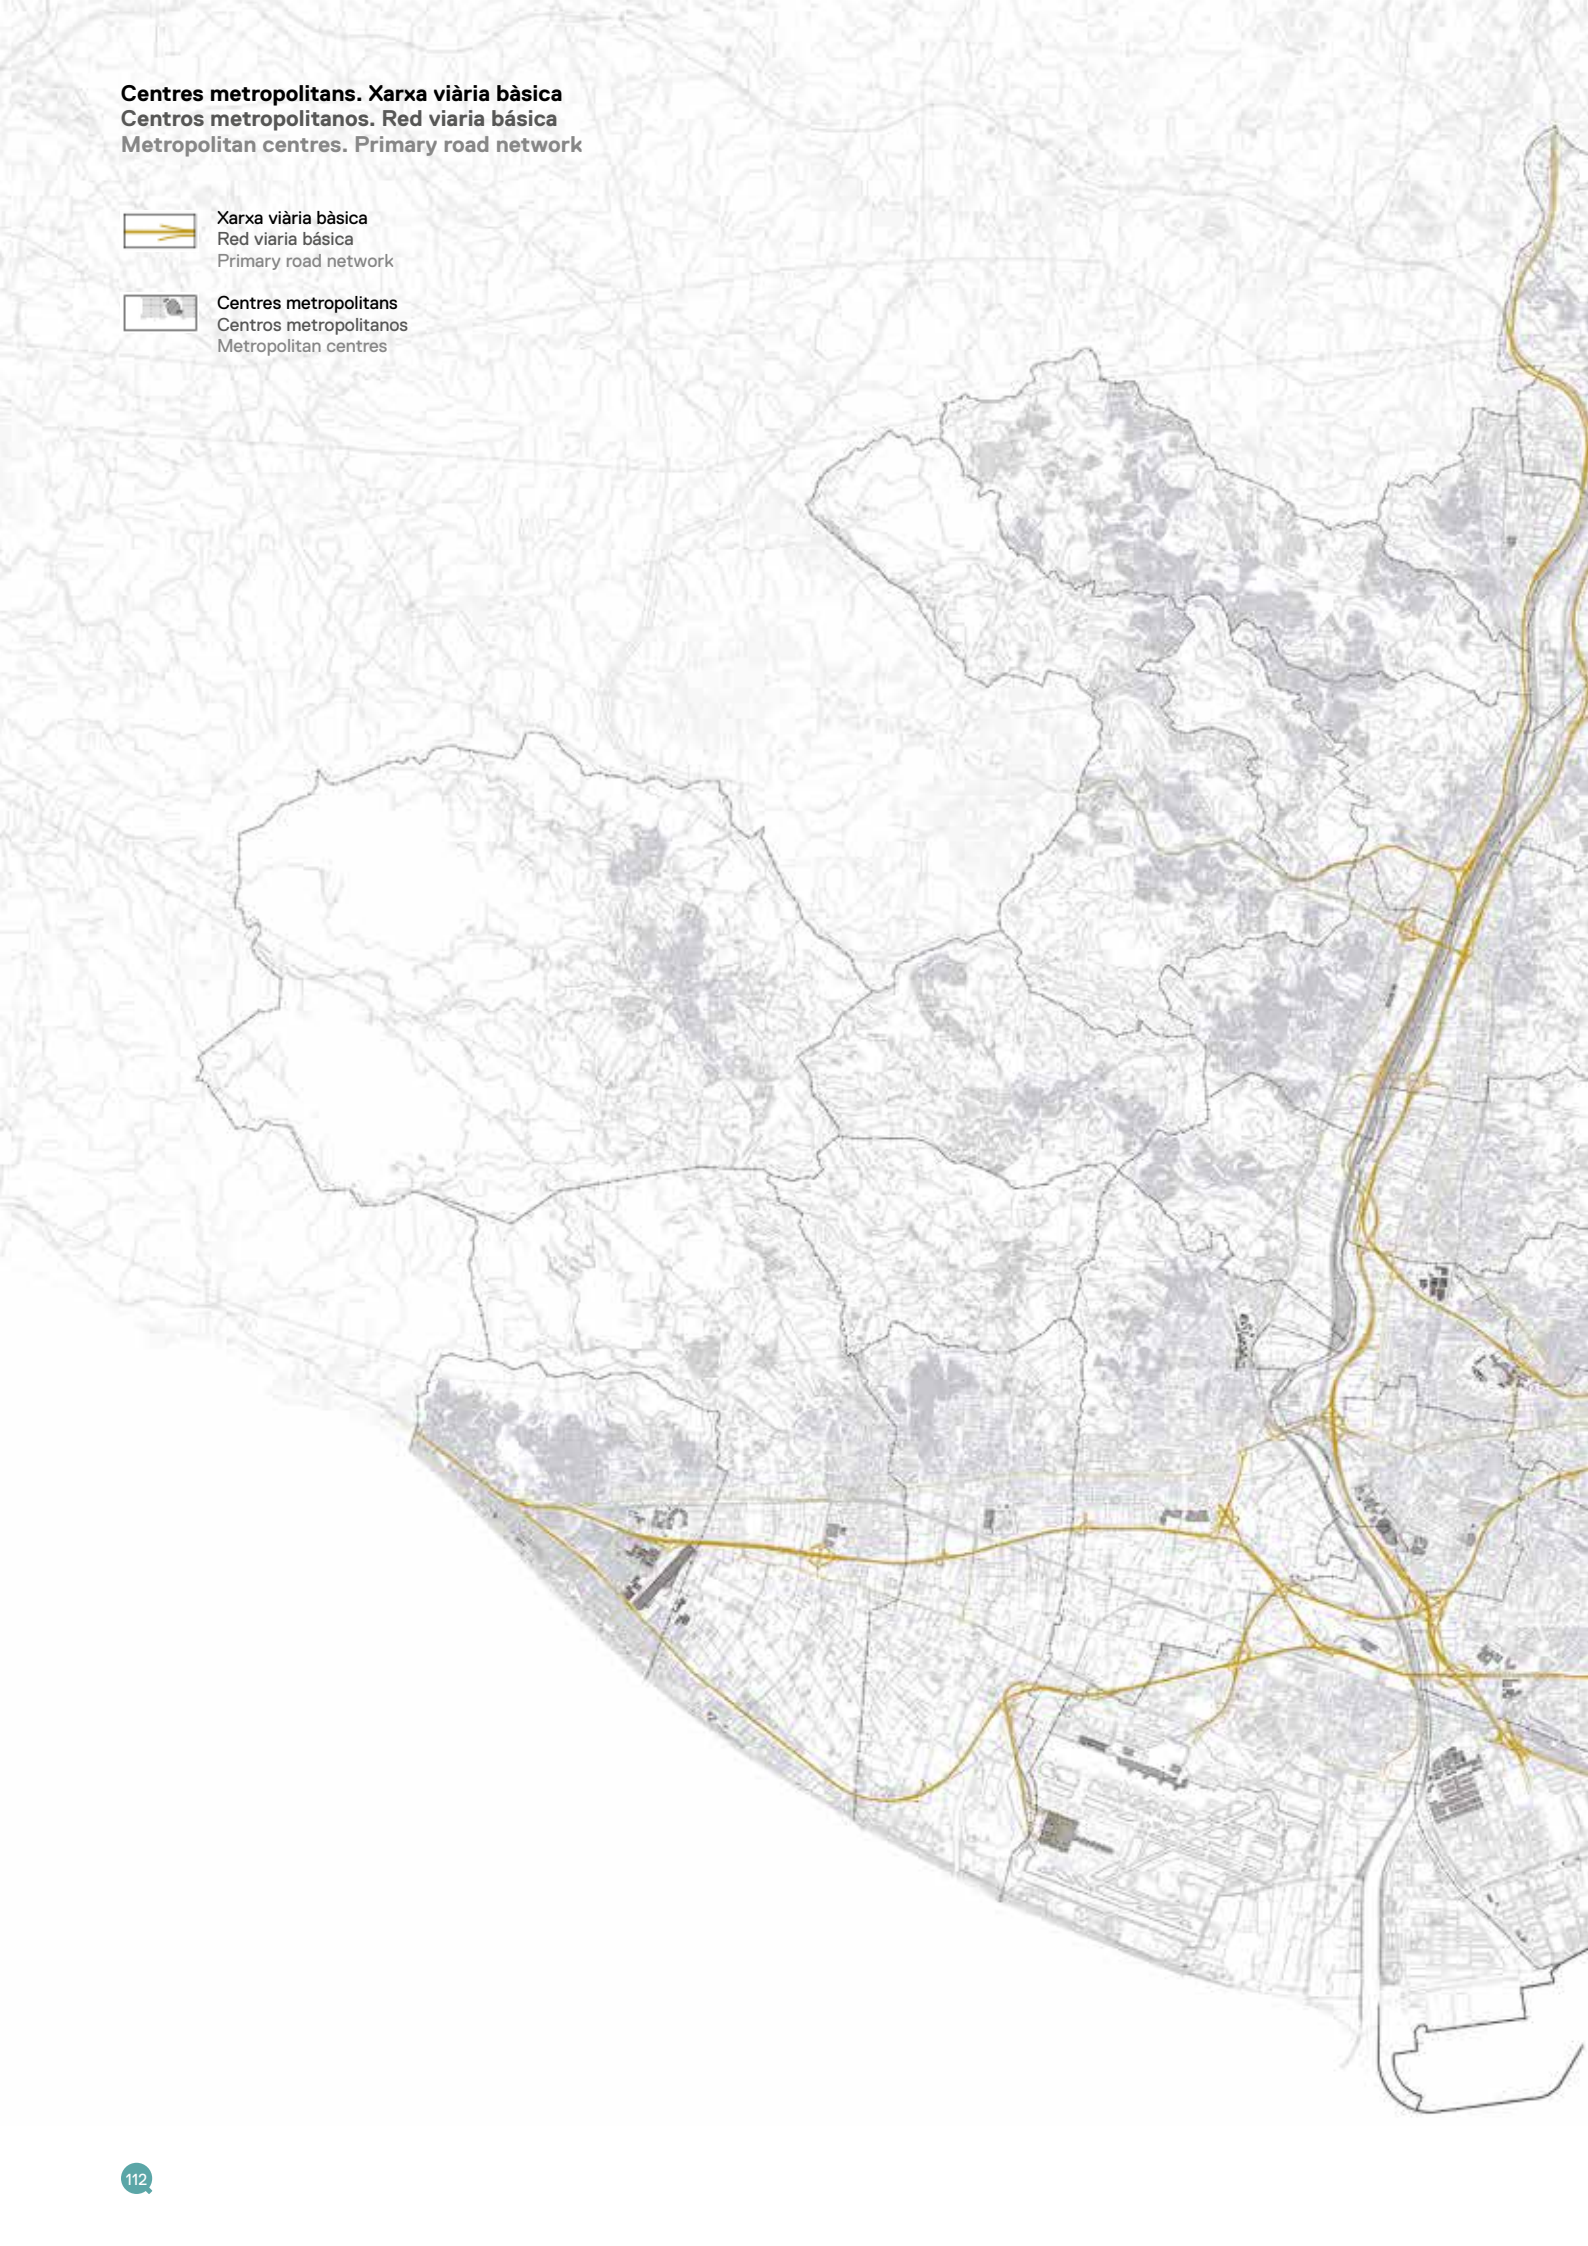 Centres metropolitans. Xarxa viària bàsica
Centros metropolitanos. Red viaria básica
Metropolitan centres. Primary road network
Xarxa viària bàsica
Red viaria básica
Primary road network
Centres metropolitans
Centros metropolitanos
Metropolitan centres
112